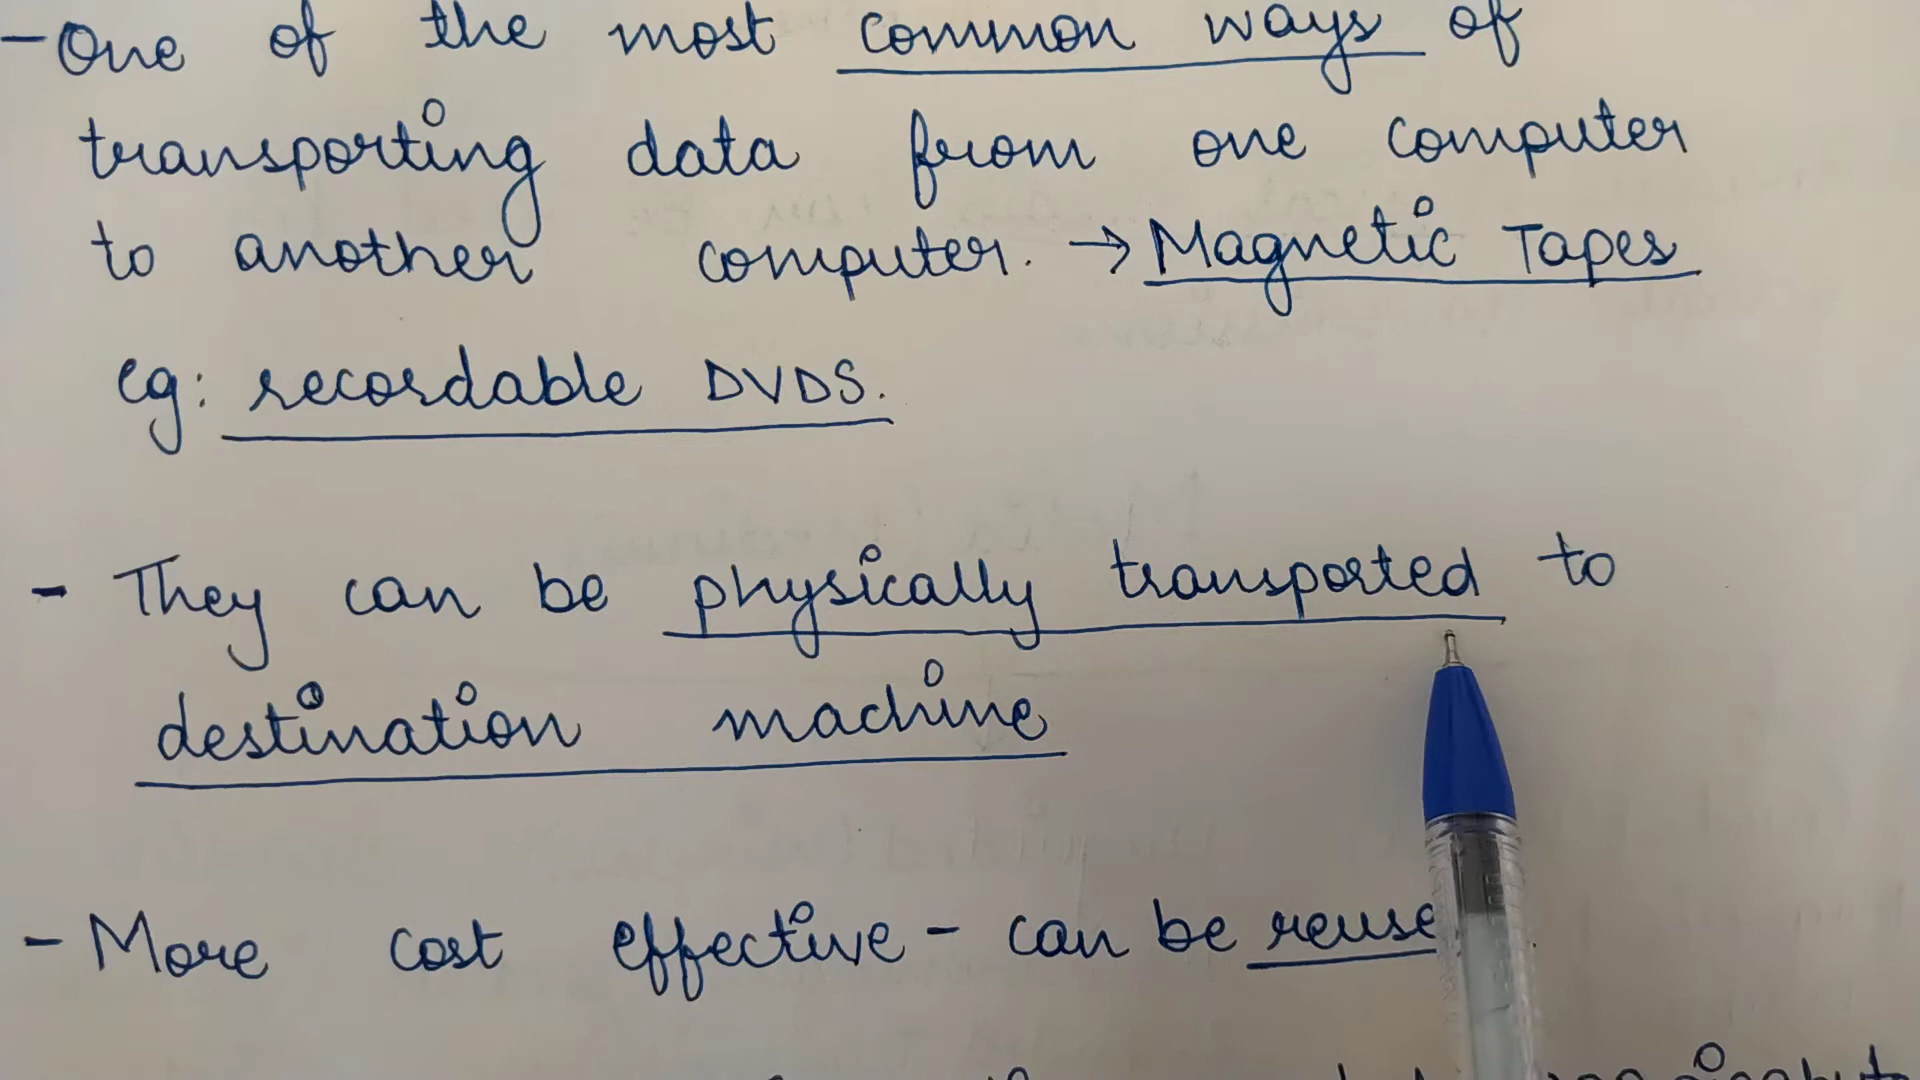 - One of the most common ways of
transporting data from one computer
to another computer. → Magnetic Tapes
eg: recordable DVDS.
- They can be physically transported to
destination machine
- More cost effective - can be reuse